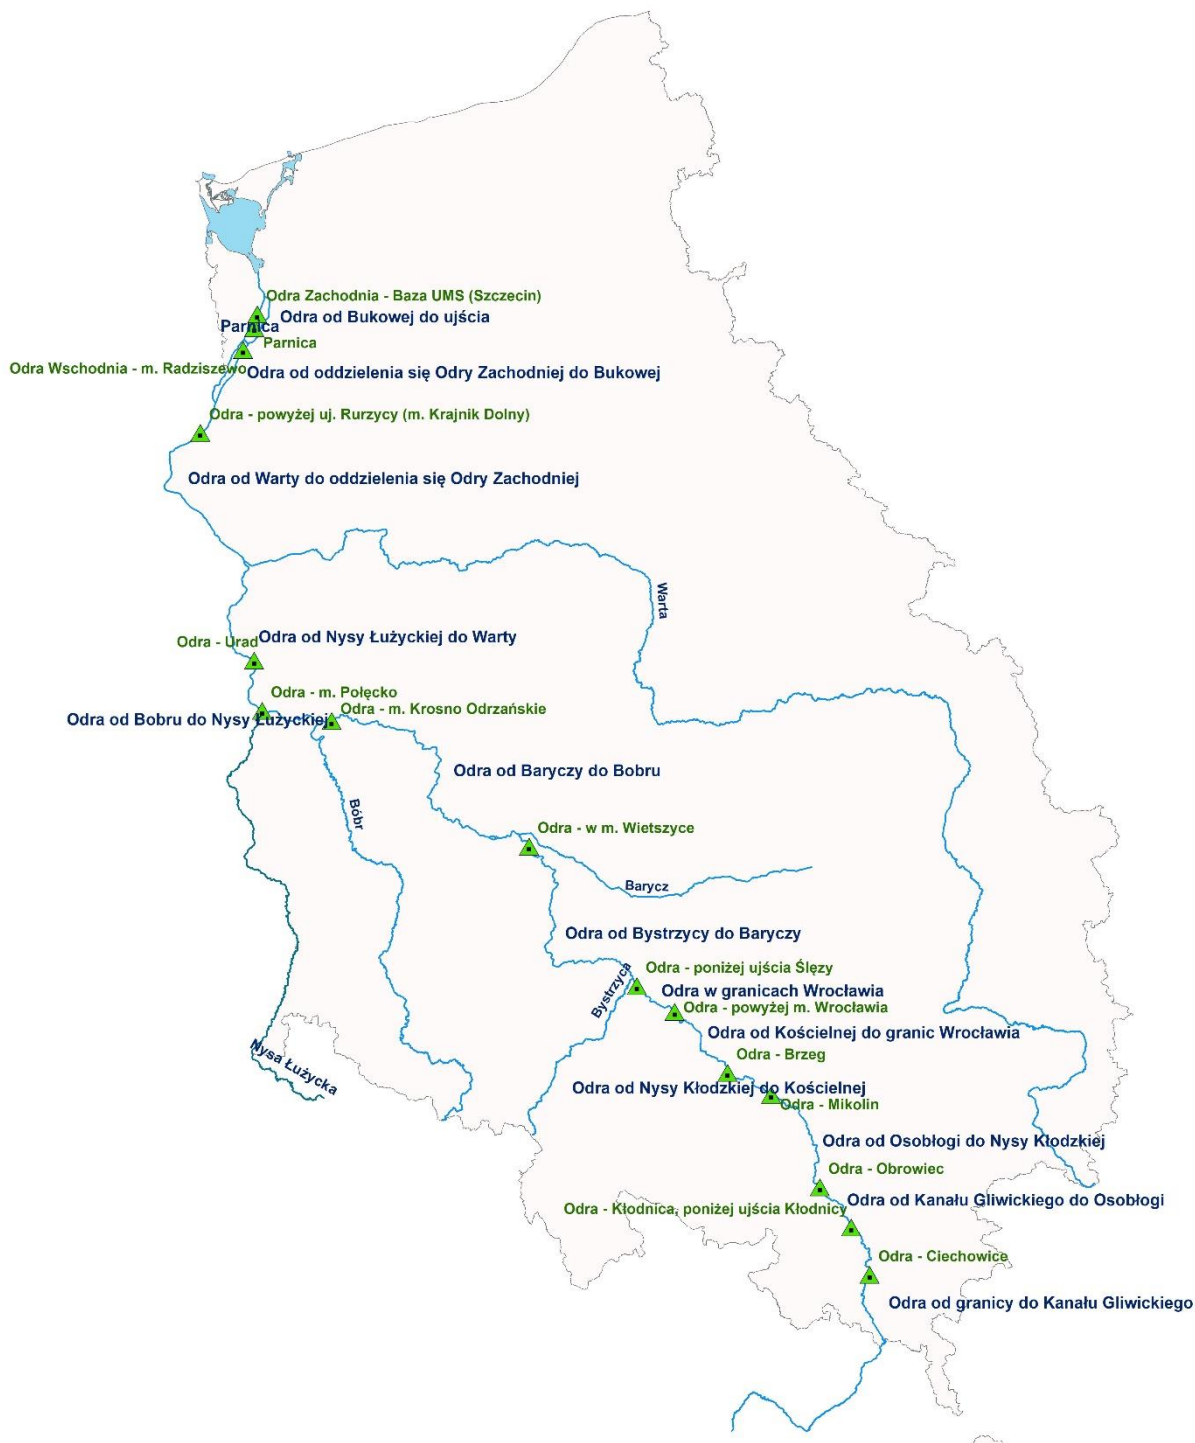 Odra Zachodnia - Baza UMS (Szczecin)
Odra od Bukowej do ujścia
Parnica
Parnica
Odra Wschodnia - m. Radziszewo
Odra od oddzielenia się Odry Zachodniej do Bukowej
Odra - powyżej uj. Rurzycy (m. Krajnik Dolny)
Odra od Warty do oddzielenia się Odry Zachodniej
Warta
Odra - Urad
Odra od Nysy Łużyckiej do Warty
Odra - m. Połęcko
Odra - m. Krosno Odrzańskie
Odra od Bobru do Nysy Łużyckiej
Odra od Baryczy do Bobru
Bóbr
Odra - w m. Wietszyce
Barycz
Odra od Bystrzycy do Baryczy
Odra - poniżej ujścia Ślęzy
Bystrzyca
Odra w granicach Wrocławia
Odra - powyżej m. Wrocławia
Odra od Kościelnej do granic Wrocławia
Odra - Brzeg
Nysa Łużycka
Odra od Nysy Kłodzkiej do Kościelnej
Odra - Mikolin
Odra od Osobłogi do Nysy Kłodzkiej
Odra - Obrowiec
Odra od Kanału Gliwickiego do Osobłogi
Odra - Kłodnica, poniżej ujścia Kłodnicy
Odra - Ciechowice
Odra od granicy do Kanału Gliwickiego